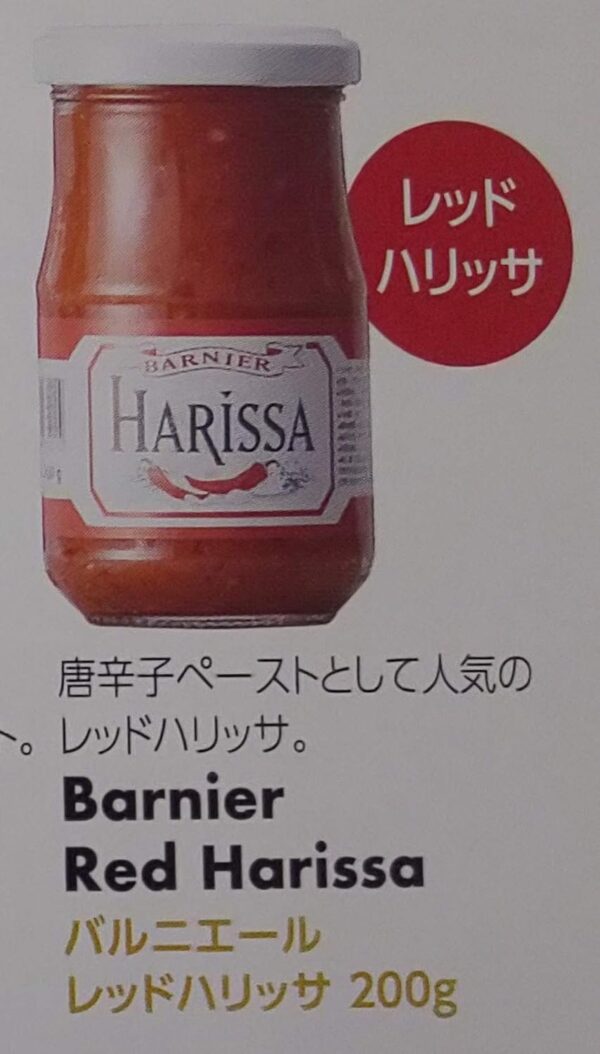 レッド
ハリッサ
BARNIER
HARISSA
唐辛子ペーストとして人気の
ト。レッドハリッサ。
Barnier
Red Harissa
バルニエール
レッドハリッサ 200g